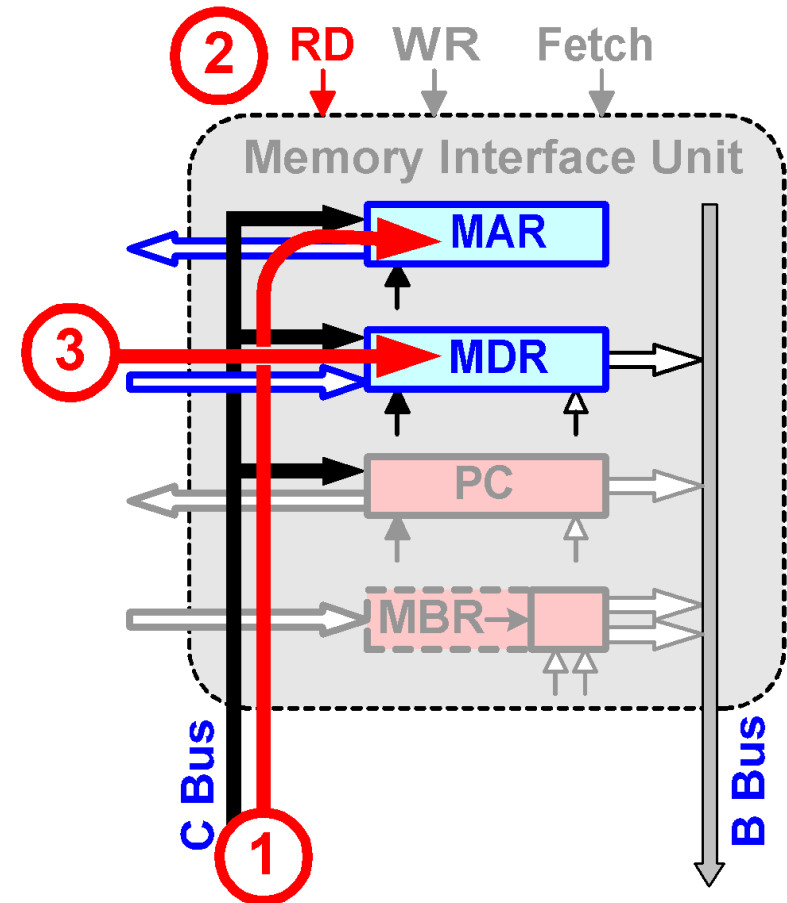 2 RD WR Fetch
Memory Interface Unit
MAR
3 MDR
PC
MBR
C Bus
B Bus
1